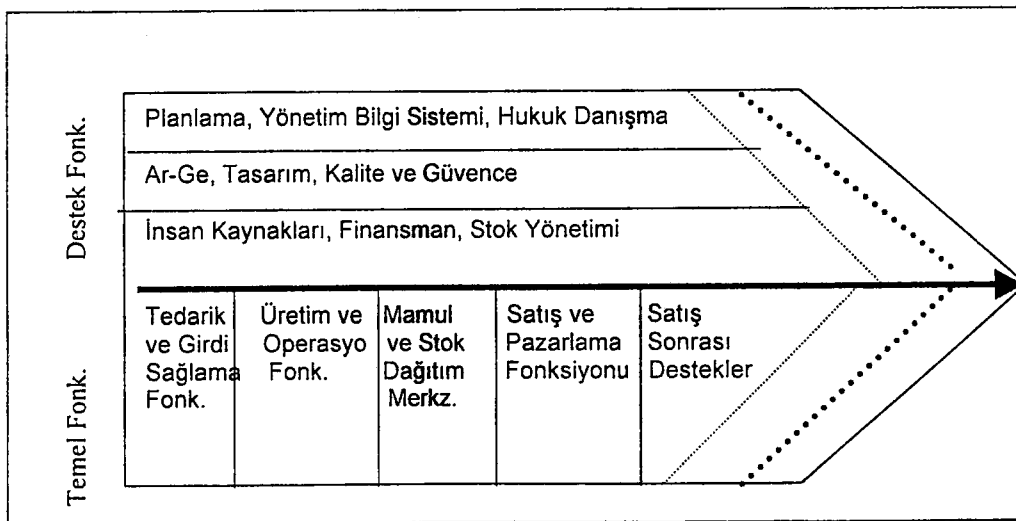 Destek Fonk.
Planlama, Yönetim Bilgi Sistemi, Hukuk Danışma
Ar-Ge, Tasarım, Kalite ve Güvence
İnsan Kaynakları, Finansman, Stok Yönetimi
Temel Fonk.
Tedarik
ve Girdi
Sağlama
Fonk.
Üretim ve
Operasyo
Fonk.
Mamul
ve Stok
Dağıtım
Merkz.
Satış ve
Pazarlama
Fonksiyonu
Satış
Sonrası
Destekler